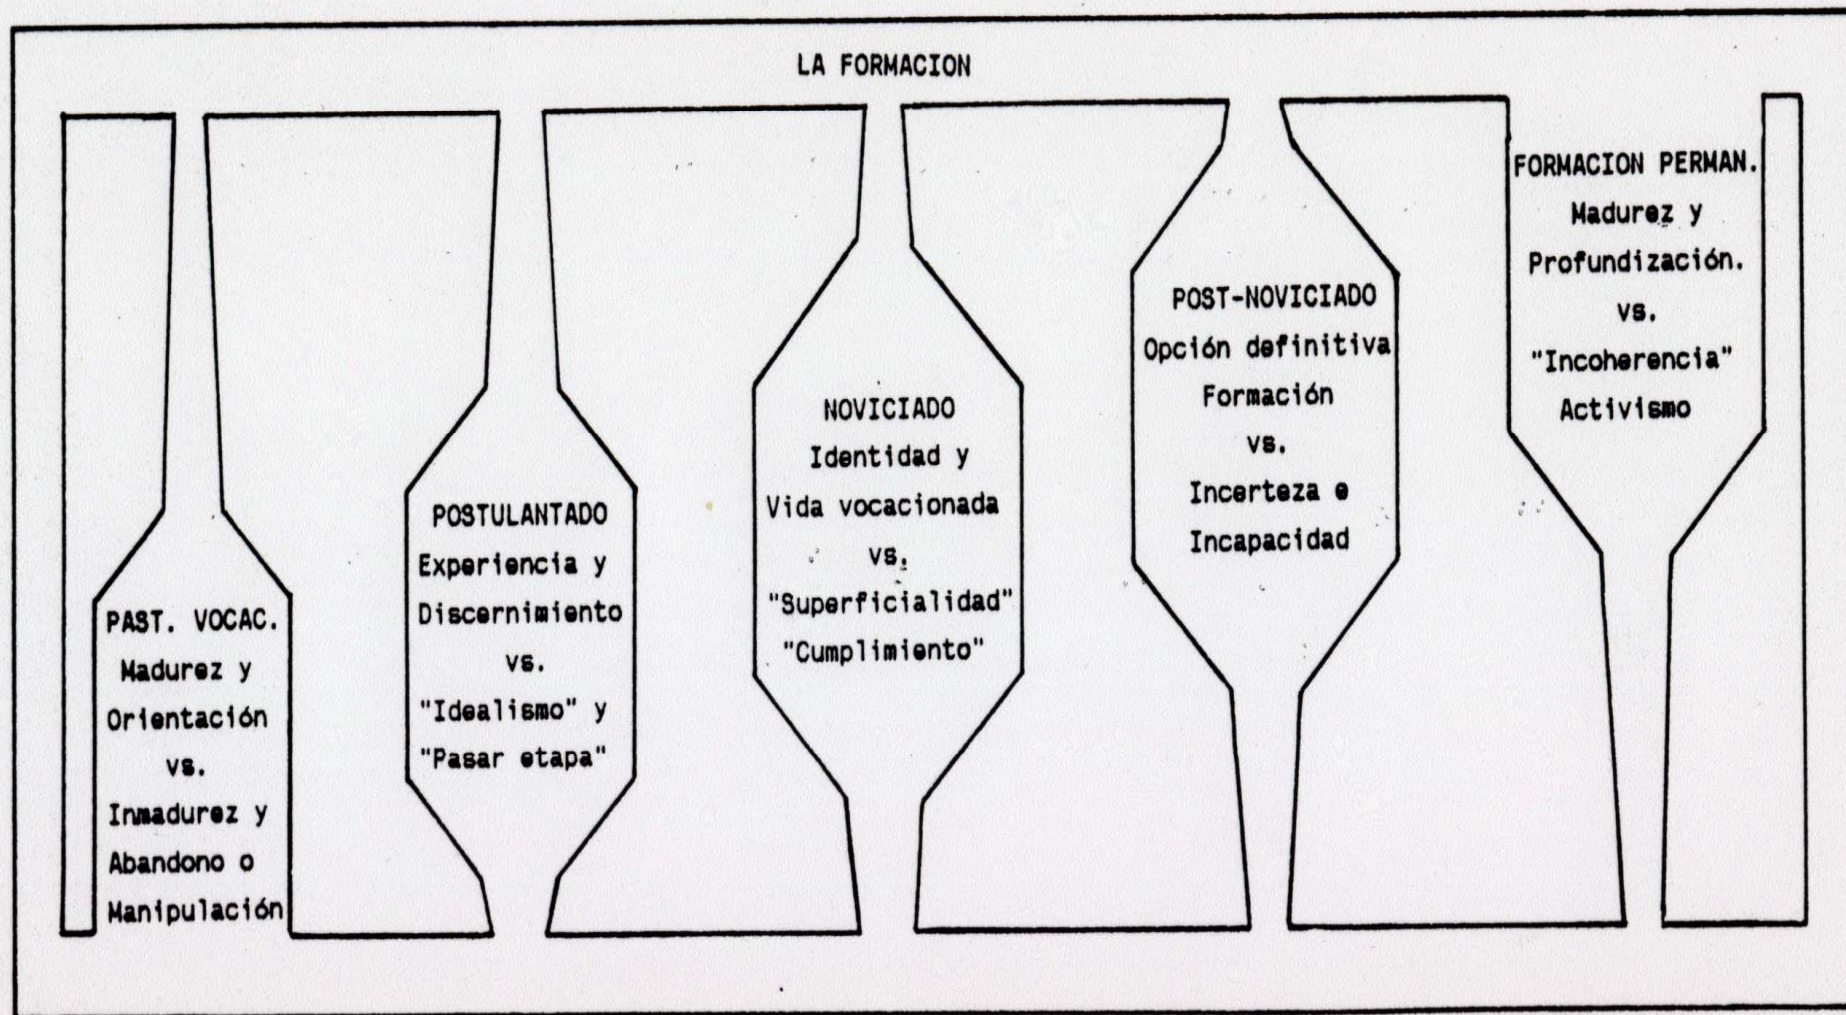 LA FORMACION
PAST. VOCAC.
Madurez y
Orientación
vs.
Inmadurez y
Abandono o
Manipulación
POSTULANTADO
Experiencia y
Discernimiento
vs.
"Idealismo" y
"Pasar etapa"
NOVICIADO
Identidad y
Vida vocacionada
vs.
"Superficialidad"
"Cumplimiento"
POST-NOVICIADO
Opción definitiva
Formación
vs.
Incerteza e
Incapacidad
FORMACION PERMAN.
Madurez y
Profundización.
vs.
"Incoherencia"
Activismo